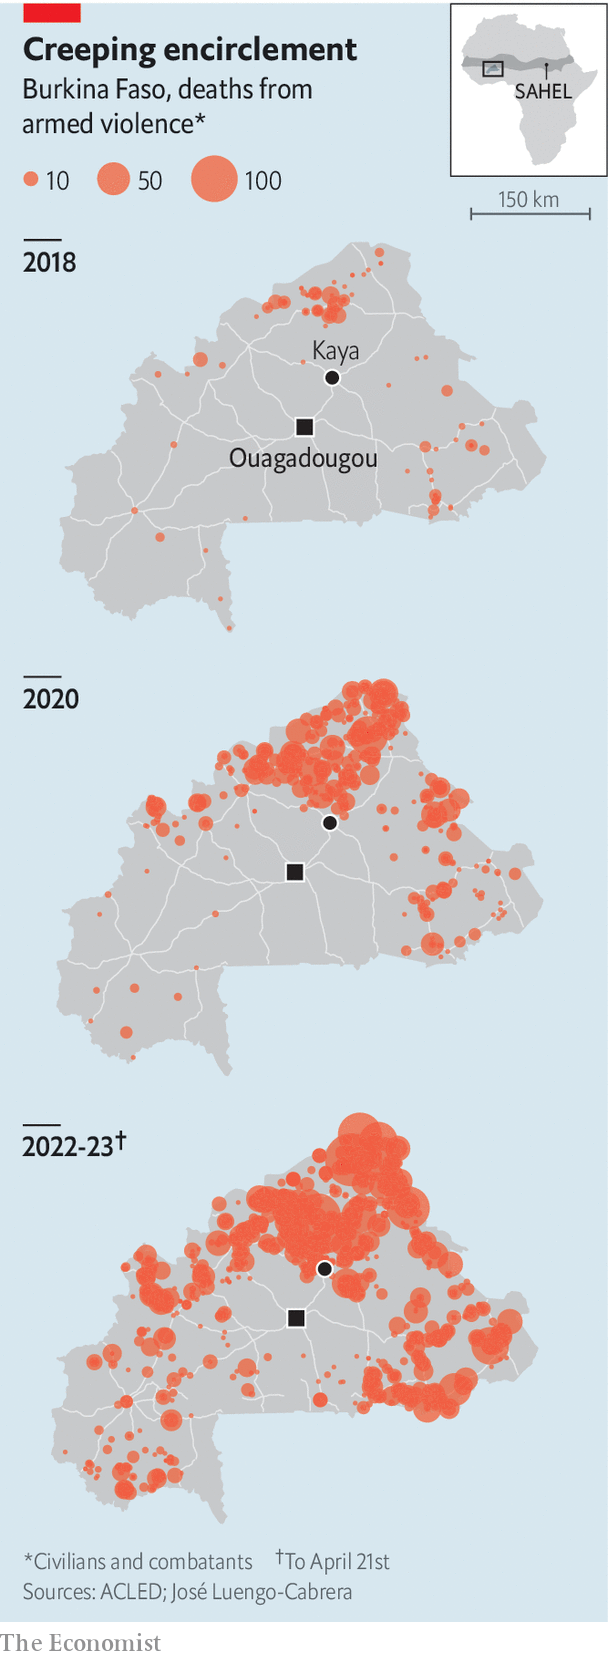 Creeping encirclement
Burkina Faso, deaths from
armed violence*
10 50 100
SAHEL
150 km
2018
Kaya
Ouagadougou
2020
2022-23†
*Civilians and combatants †To April 21st
Sources: ACLED; José Luengo-Cabrera
The Economist